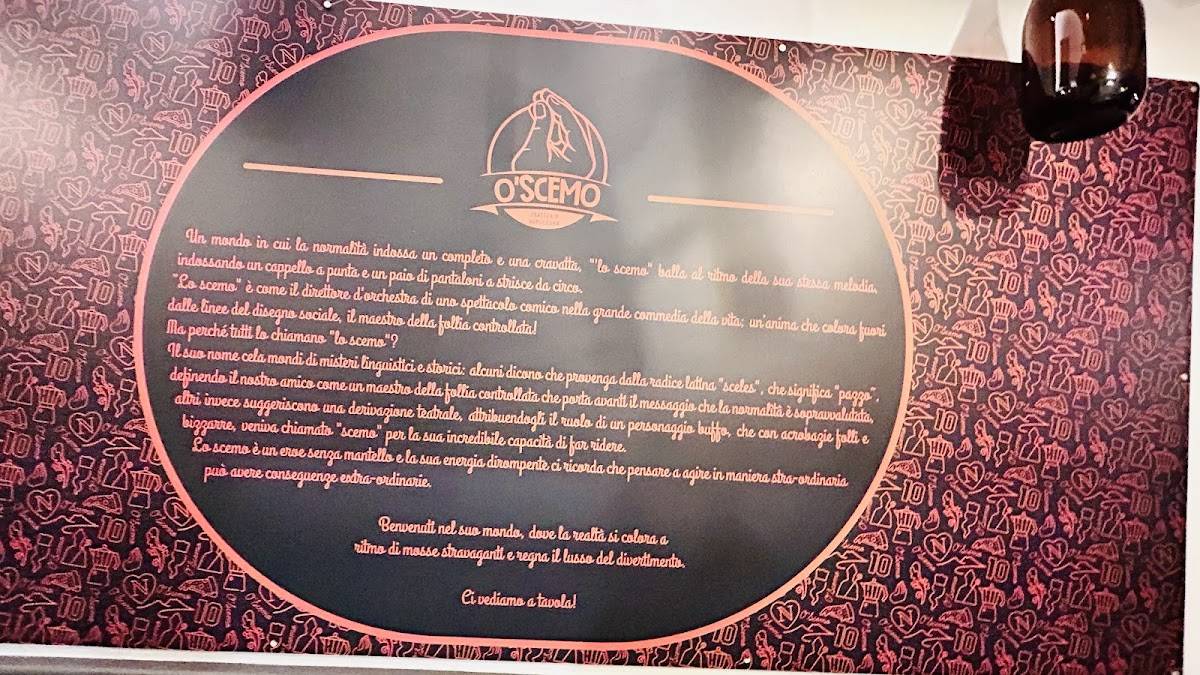 O'SCEMO
Un mondo in cui la normalità indossa un completo e una cravatta, "'lo scemo" balla al ritmo della sua stessa melodia,
indossando un cappello a punta e un paio di pantaloni a strisce da circo.
"Lo scemo" è come il direttore d'orchestra di uno spettacolo comico nella grande commedia della vita; un'anima che colora fuori
dalle linee del disegno sociale, il maestro della follia controllata!
Ma perché tutti lo chiamano "lo scemo"?
Il suo nome cela mondi di misteri linguistici e storici: alcuni dicono che provenga dalla radice latina "sceles", che significa "pazzo",
definendo il nostro amico come un maestro della follia controllata che porta avanti il messaggio che la normalità è sopravvalutata,
altri invece suggeriscono una derivazione teatrale, attribuendogli il ruolo di un personaggio buffo, che con acrobazie folli e
bizzarre, veniva chiamato "scemo" per la sua incredibile capacità di far ridere.
Lo scemo è un eroe senza mantello e la sua energia dirompente ci ricorda che pensare a agire in maniera stra-ordinaria
può avere conseguenze extra-ordinarie.
Benvenuti nel suo mondo, dove la realtà si colora a
ritmo di mosse stravaganti e regna il lusso del divertimento.
Ci vediamo a tavola!